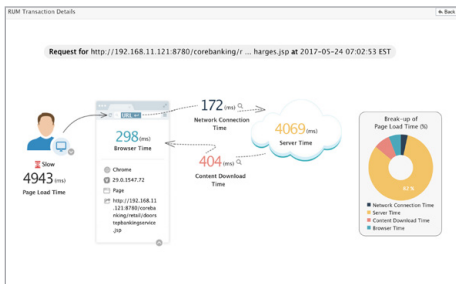 RUM Transaction Details
Back
Request for http://192.168.11.121:8780/corebanking/r ... harges.jsp at 2017-05-24 07:02:53 EST
172 (ms)
Network Connection
Time
298 (ms)
Browser Time
4069 (ms)
Server Time
404 (ms)
Content Download
Time
Slow
4943 (ms)
Page Load Time
Chrome
29.0.1547.72
Page
http://192.168.11
.121:8780/coreba
nking/retail/doors
tepbankingservice
.jsp
Break-up of
Page Load Time (%)
Network Connection Time
Server Time
Content Download Time
Browser Time